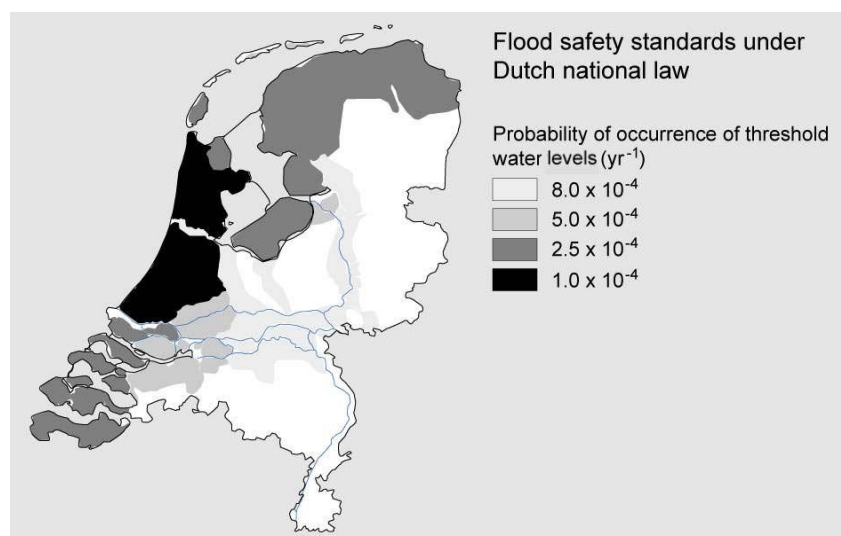 Flood safety standards under
Dutch national law
Probability of occurrence of threshold
water levels (yr⁻¹)
8.0 x 10⁻⁴
5.0 x 10⁻⁴
2.5 x 10⁻⁴
1.0 x 10⁻⁴